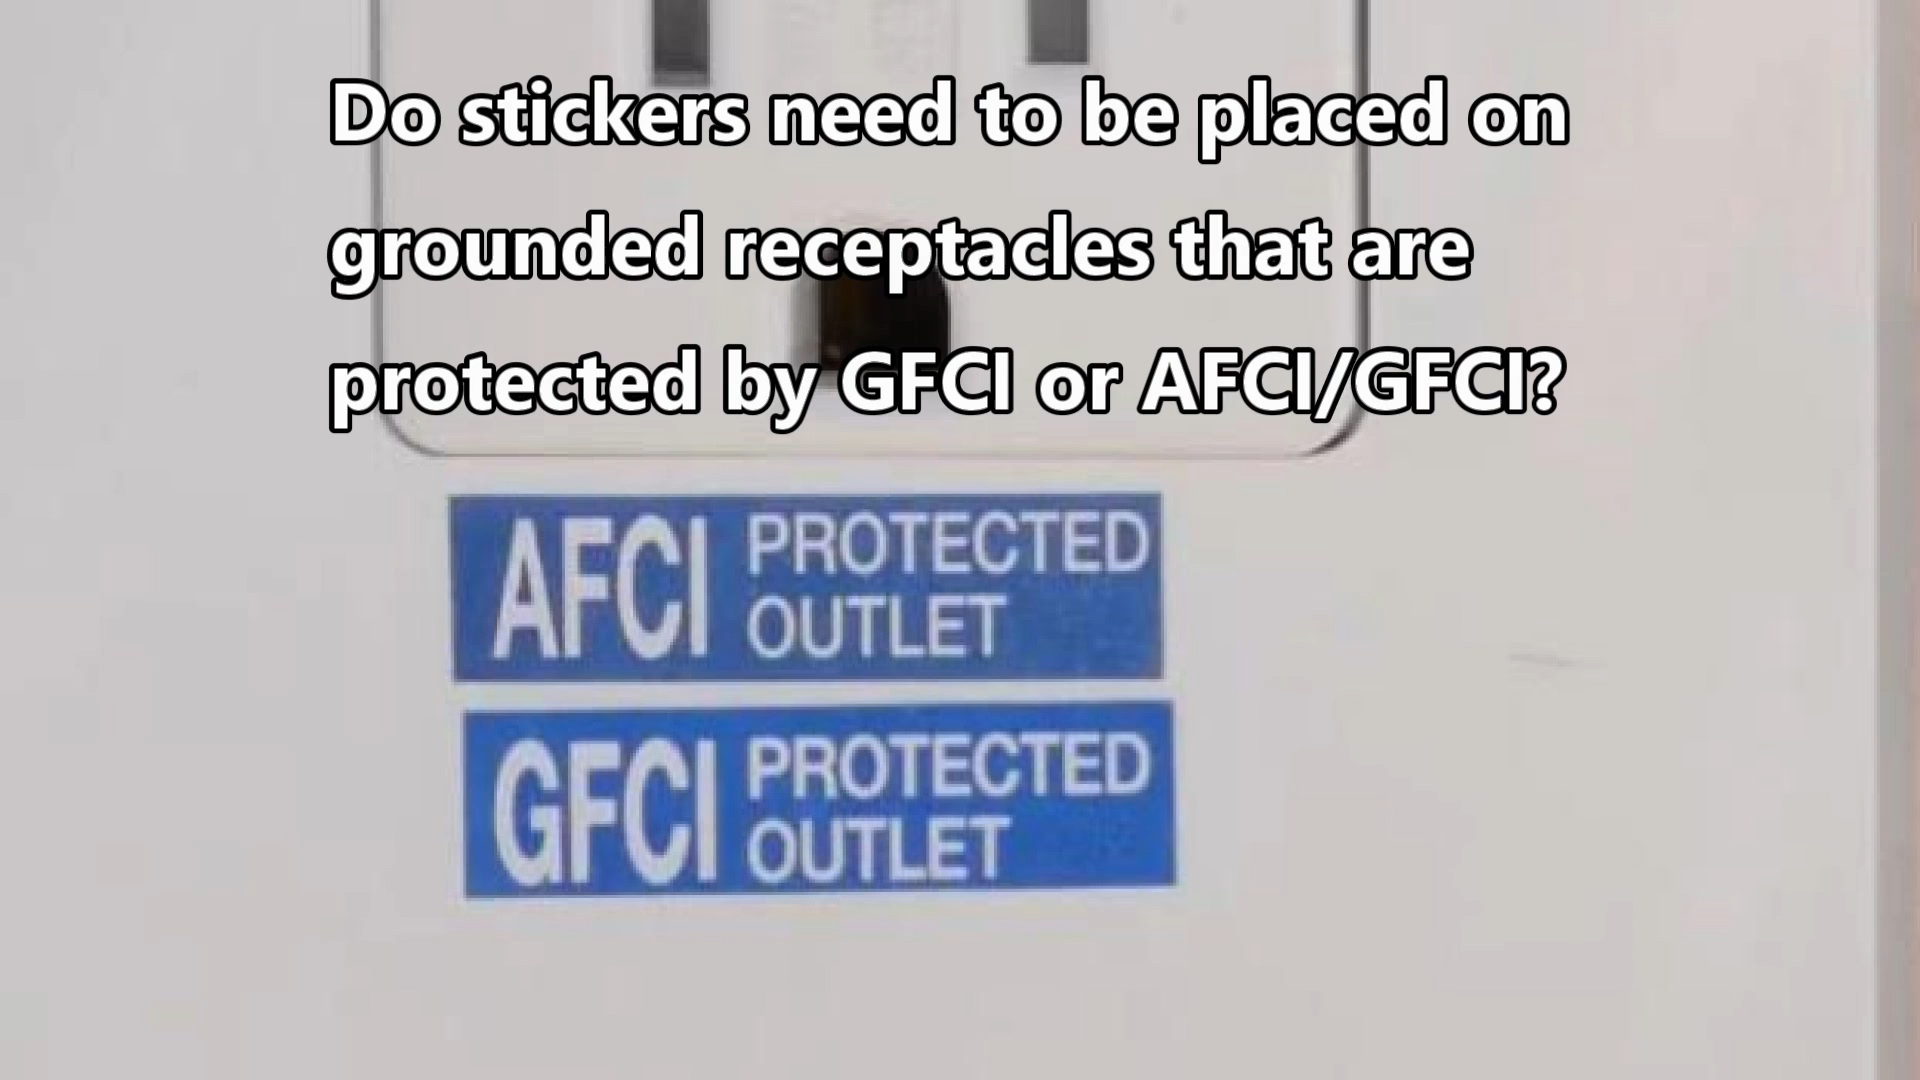 Do stickers need to be placed on
grounded receptacles that are
protected by GFCI or AFCI/GFCI?
AFCI PROTECTED
OUTLET
GFCI PROTECTED
OUTLET